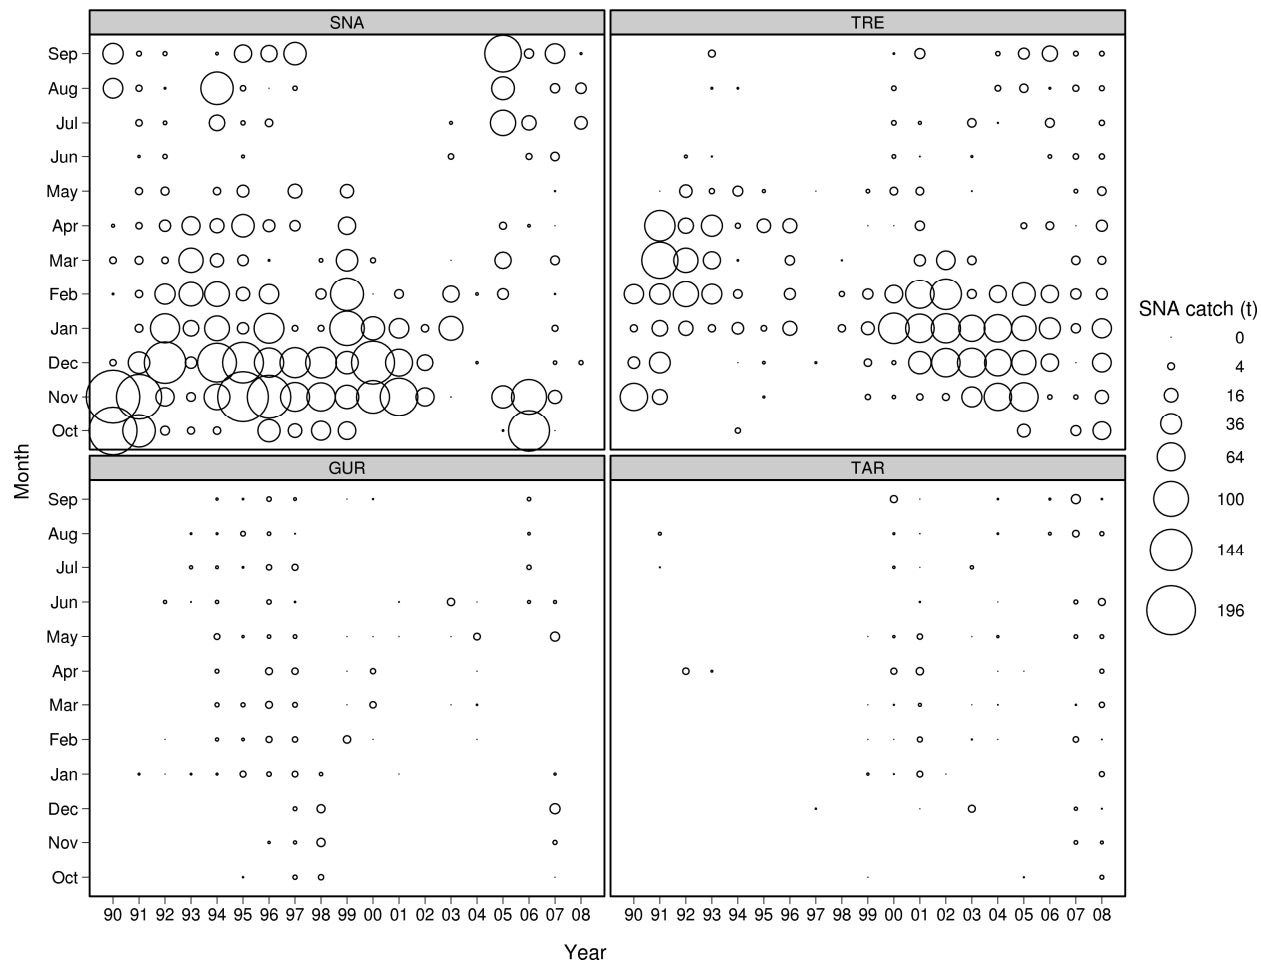 SNA TRE
Sep
Aug
Jul
Jun
May
Apr
Mar
Feb
Jan
Dec
Nov
Oct
GUR TAR
Sep
Aug
Jul
Jun
May
Apr
Mar
Feb
Jan
Dec
Nov
Oct
Month
90 91 92 93 94 95 96 97 98 99 00 01 02 03 04 05 06 07 08 90 91 92 93 94 95 96 97 98 99 00 01 02 03 04 05 06 07 08
Year
SNA catch (t)
0
4
16
36
64
100
144
196